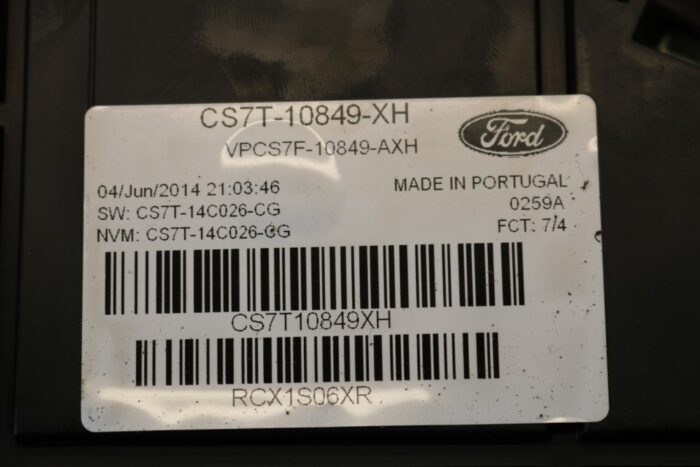 CS7T-10849-XH
VPCS7F-10849-AXH
Ford
04/Jun/2014 21:03:46
MADE IN PORTUGAL
SW: CS7T-14C026-CG
0259A
NVM: CS7T-14C026-CG
FCT: 7/4
CS7T10849XH
RCX1S06XR